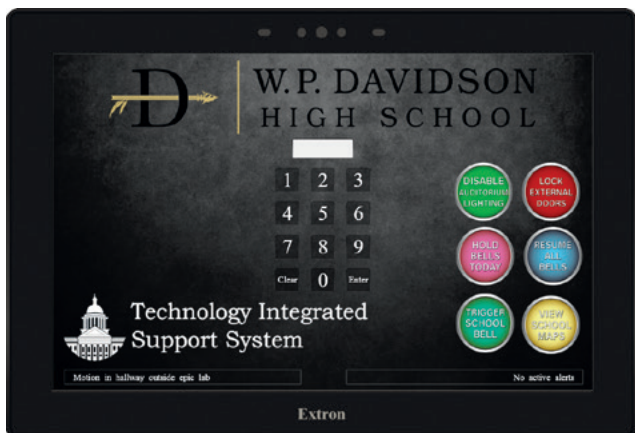 D
W.P. DAVIDSON
HIGH SCHOOL
1 2 3
4 5 6
7 8 9
Clear 0 Enter
DISABLE
AUDITORIUM
LIGHTING
LOCK
EXTERNAL
DOORS
HOLD
BELLS
TODAY
RESUME
ALL
BELLS
TRIGGER
SCHOOL
BELL
VIEW
SCHOOL
MAPS
Technology Integrated
Support System
Motion in hallway outside epic lab
No active alerts
Extron